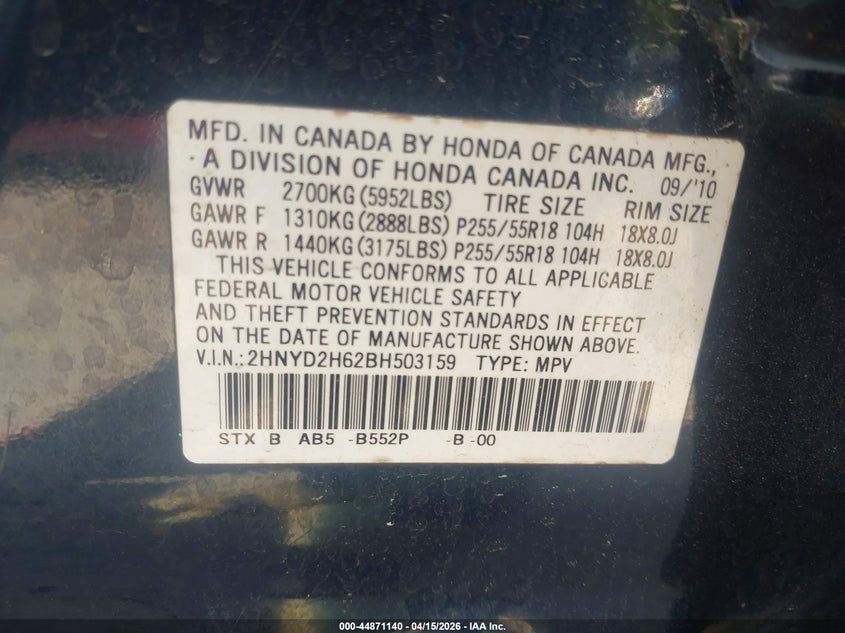 MFD. IN CANADA BY HONDA OF CANADA MFG.,
A DIVISION OF HONDA CANADA INC. 09/'10
GVWR 2700KG(5952LBS) TIRE SIZE RIM SIZE
GAWR F 1310KG(2888LBS) P255/55R18 104H 18X8.0J
GAWR R 1440KG(3175LBS) P255/55R18 104H 18X8.0J
THIS VEHICLE CONFORMS TO ALL APPLICABLE
FEDERAL MOTOR VEHICLE SAFETY
AND THEFT PREVENTION STANDARDS IN EFFECT
ON THE DATE OF MANUFACTURE SHOWN ABOVE.
V.I.N.:2HNYD2H62BH503159 TYPE: MPV
STX B AB5 -B552P -B-00
000-44871140 - 04/15/2026 - IAA Inc.